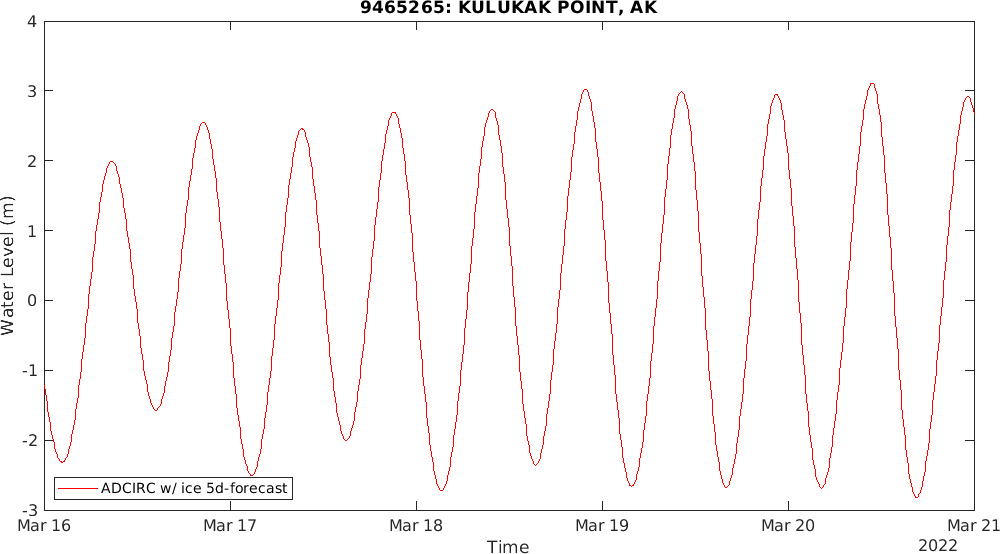 9465265: KULUKAK POINT, AK
Water Level (m)
4
3
2
1
0
-1
-2
-3
ADCIRC w/ ice 5d-forecast
Mar 16
Mar 17
Mar 18
Mar 19
Mar 20
Mar 21
Time
2022